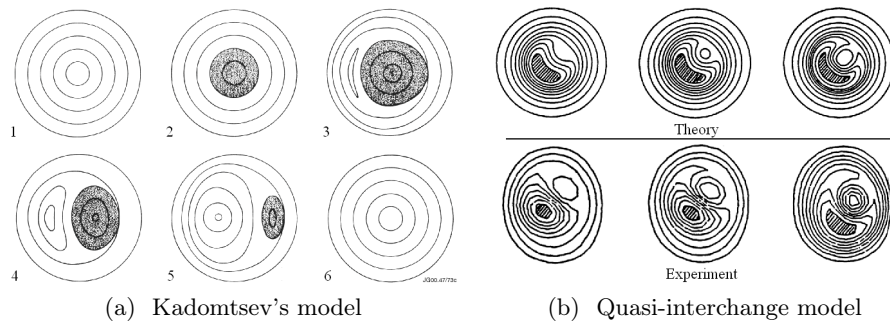 1 2 3
Theory
4 5 6
JG00.47/73c
Experiment
(a) Kadomtsev's model
(b) Quasi-interchange model